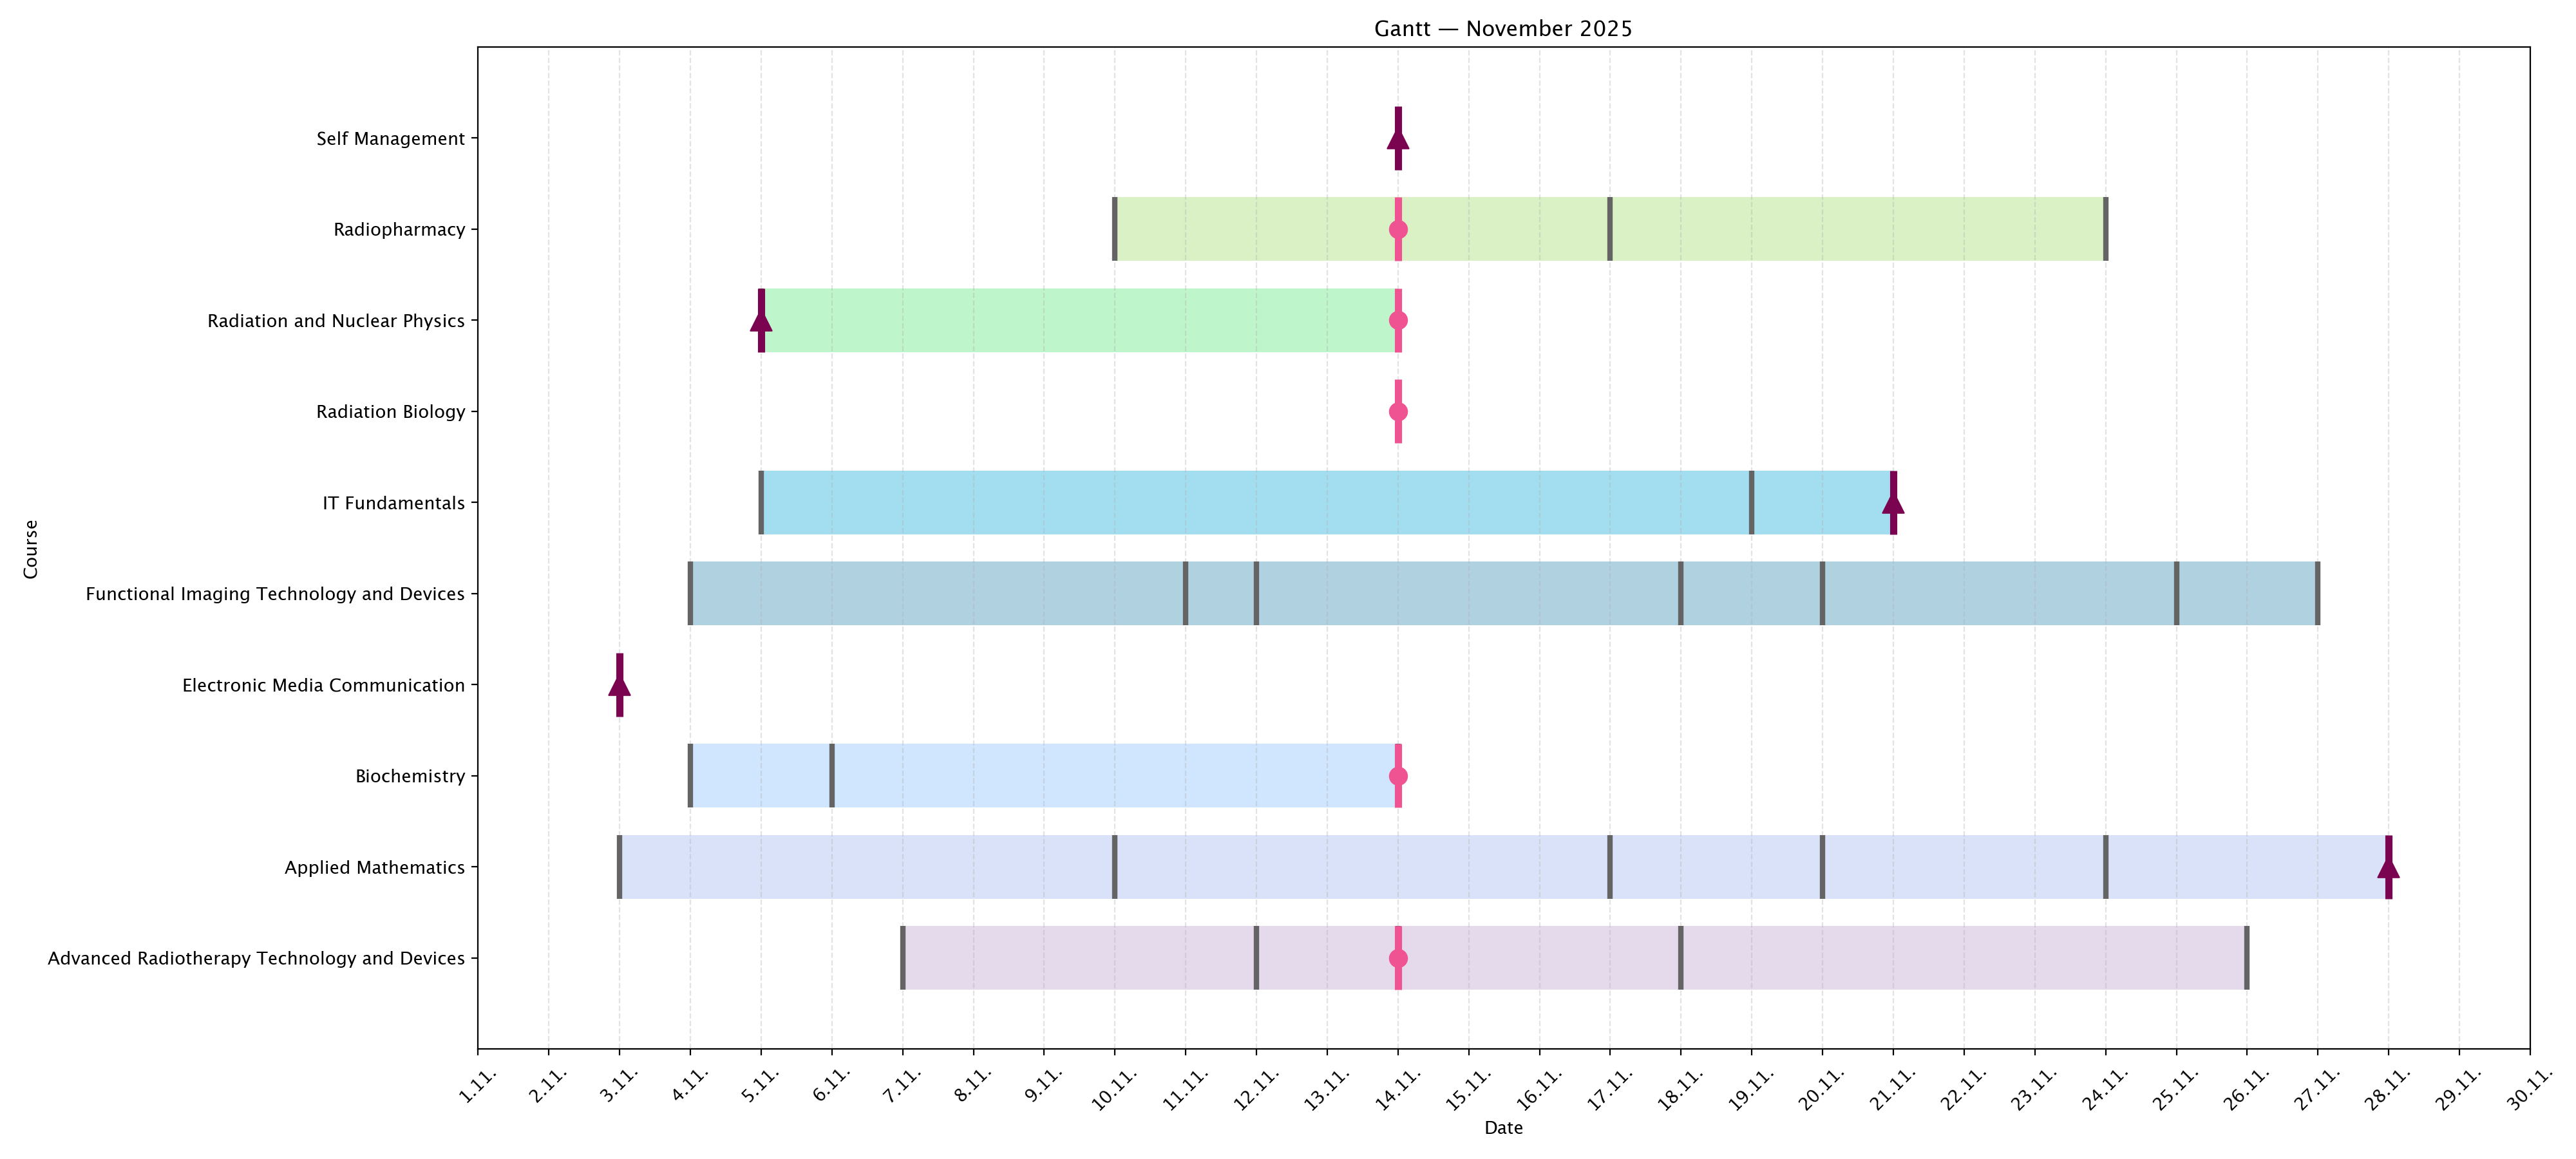 Gantt — November 2025
Self Management
Radiopharmacy
Radiation and Nuclear Physics
Radiation Biology
IT Fundamentals
Functional Imaging Technology and Devices
Electronic Media Communication
Biochemistry
Applied Mathematics
Advanced Radiotherapy Technology and Devices
Course
1.11. 2.11. 3.11. 4.11. 5.11. 6.11. 7.11. 8.11. 9.11. 10.11. 11.11. 12.11. 13.11. 14.11. 15.11. 16.11. 17.11. 18.11. 19.11. 20.11. 21.11. 22.11. 23.11. 24.11. 25.11. 26.11. 27.11. 28.11. 29.11. 30.11.
Date